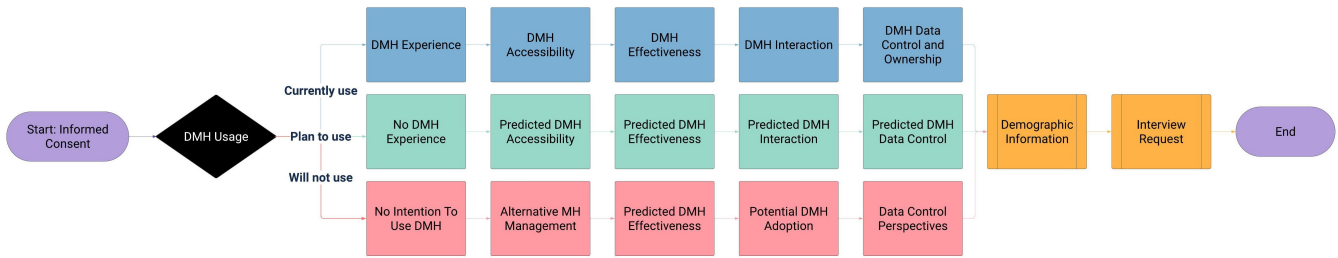 Start: Informed
Consent
DMH Usage
Currently use
Plan to use
Will not use
DMH Experience
DMH
Accessibility
DMH
Effectiveness
DMH Interaction
DMH Data
Control and
Ownership
No DMH
Experience
Predicted DMH
Accessibility
Predicted DMH
Effectiveness
Predicted DMH
Interaction
Predicted DMH
Data Control
No Intention To
Use DMH
Alternative MH
Management
Predicted DMH
Effectiveness
Potential DMH
Adoption
Data Control
Perspectives
Demographic
Information
Interview
Request
End